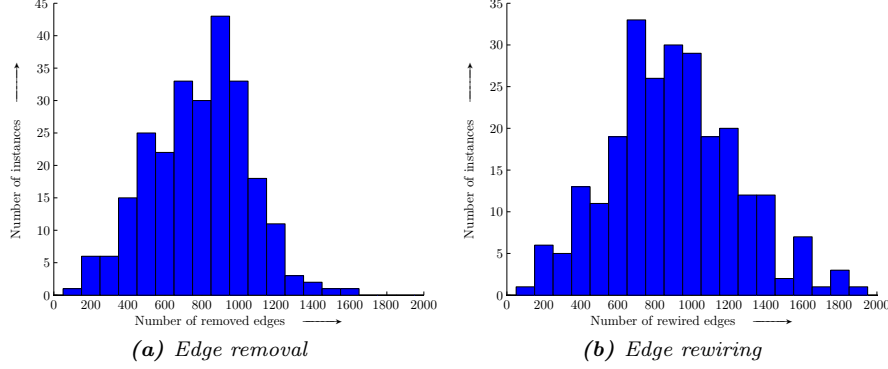 45
40
35
30
25
20
15
10
5
0
0 200 400 600 800 1000 1200 1400 1600 1800 2000
Number of instances
Number of removed edges
(a) Edge removal
35
30
25
20
15
10
5
0
0 200 400 600 800 1000 1200 1400 1600 1800 2000
Number of instances
Number of rewired edges
(b) Edge rewiring